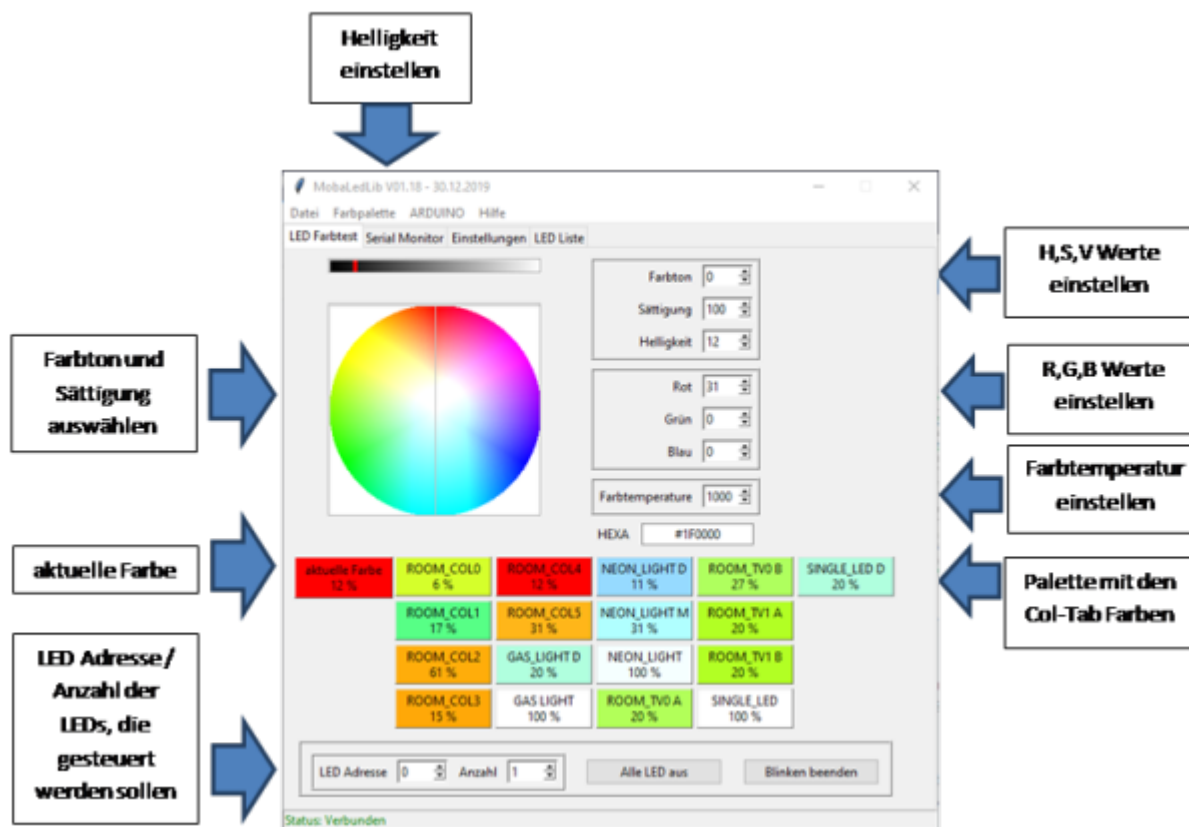 Helligkeit
einstellen
MobaLedLib V01.18 - 30.12.2019
Datei Farbpalette ARDUINO Hilfe
LED Farbtest Serial Monitor Einstellungen LED Liste
H,S,V Werte
einstellen
Farbton 0
Sättigung 100
Helligkeit 12
Farbton und
Sättigung
auswählen
R,G,B Werte
einstellen
Rot 31
Grün 0
Blau 0
Farbtemperatur
einstellen
Farbtemperature 1000
HEXA #1F0000
aktuelle Farbe
aktuelle Farbe ROOM_COL0 ROOM_COL4 NEON_LIGHT D ROOM_TV0 B SINGLE_LED D
12 % 6 % 12 % 11 % 27 % 20 %
Palette mit den
Col-Tab Farben
ROOM_COL1 ROOM_COL5 NEON_LIGHT M ROOM_TV1 A
17 % 31 % 31 % 20 %
ROOM_COL2 GAS_LIGHT D NEON_LIGHT ROOM_TV1 B
61 % 20 % 100 % 20 %
ROOM_COL3 GAS LIGHT ROOM_TV0 A SINGLE_LED
15 % 100 % 20 % 100 %
LED Adresse /
Anzahl der
LEDs, die
gesteuert
werden sollen
LED Adresse 0 Anzahl 1 Alle LED aus Blinken beenden
Status: Verbunden